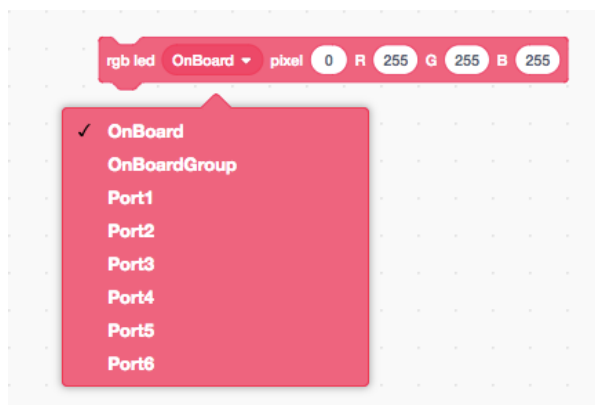 rgb led OnBoard pixel 0 R 255 G 255 B 255
OnBoard
OnBoardGroup
Port1
Port2
Port3
Port4
Port5
Port6